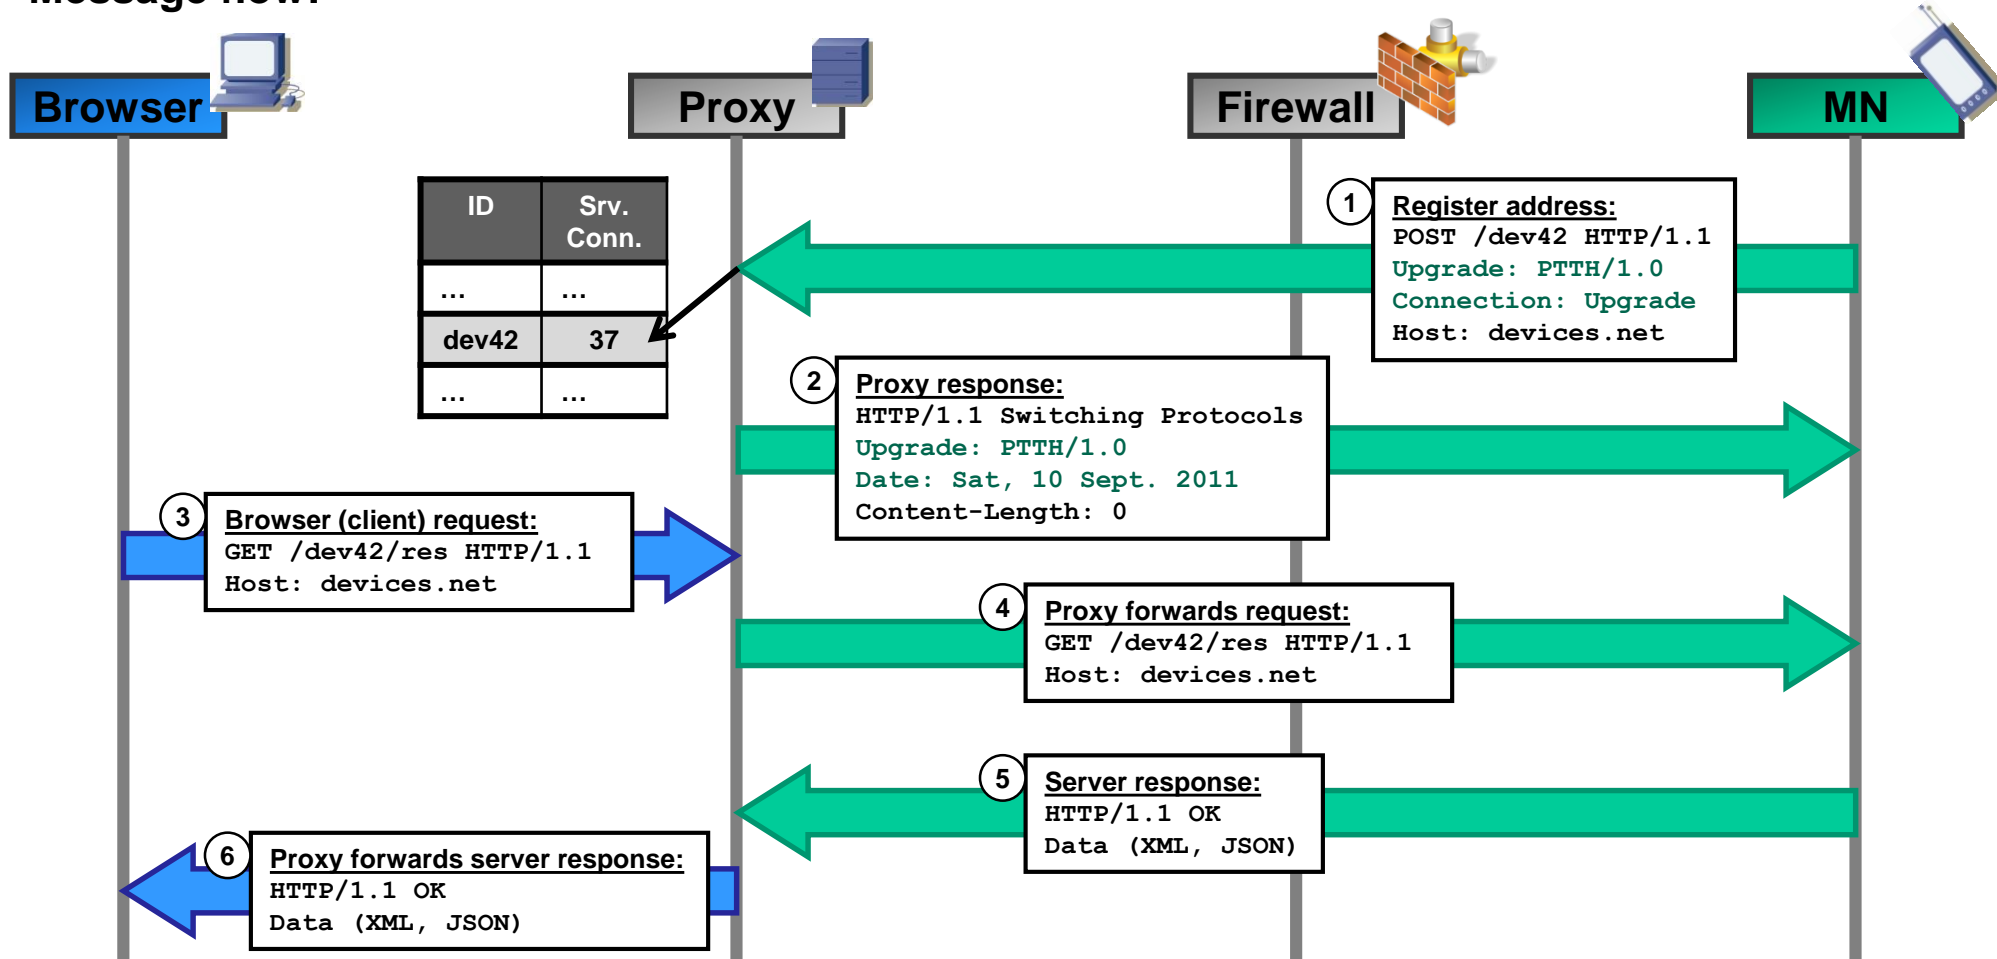 Message flow:
Browser
Proxy
Firewall
MN
ID
Srv. Conn.
... ...
dev42 37
... ...
1
Register address:
POST /dev42 HTTP/1.1
Upgrade: PTTH/1.0
Connection: Upgrade
Host: devices.net
2
Proxy response:
HTTP/1.1 Switching Protocols
Upgrade: PTTH/1.0
Date: Sat, 10 Sept. 2011
Content-Length: 0
3
Browser (client) request:
GET /dev42/res HTTP/1.1
Host: devices.net
4
Proxy forwards request:
GET /dev42/res HTTP/1.1
Host: devices.net
5
Server response:
HTTP/1.1 OK
Data (XML, JSON)
6
Proxy forwards server response:
HTTP/1.1 OK
Data (XML, JSON)